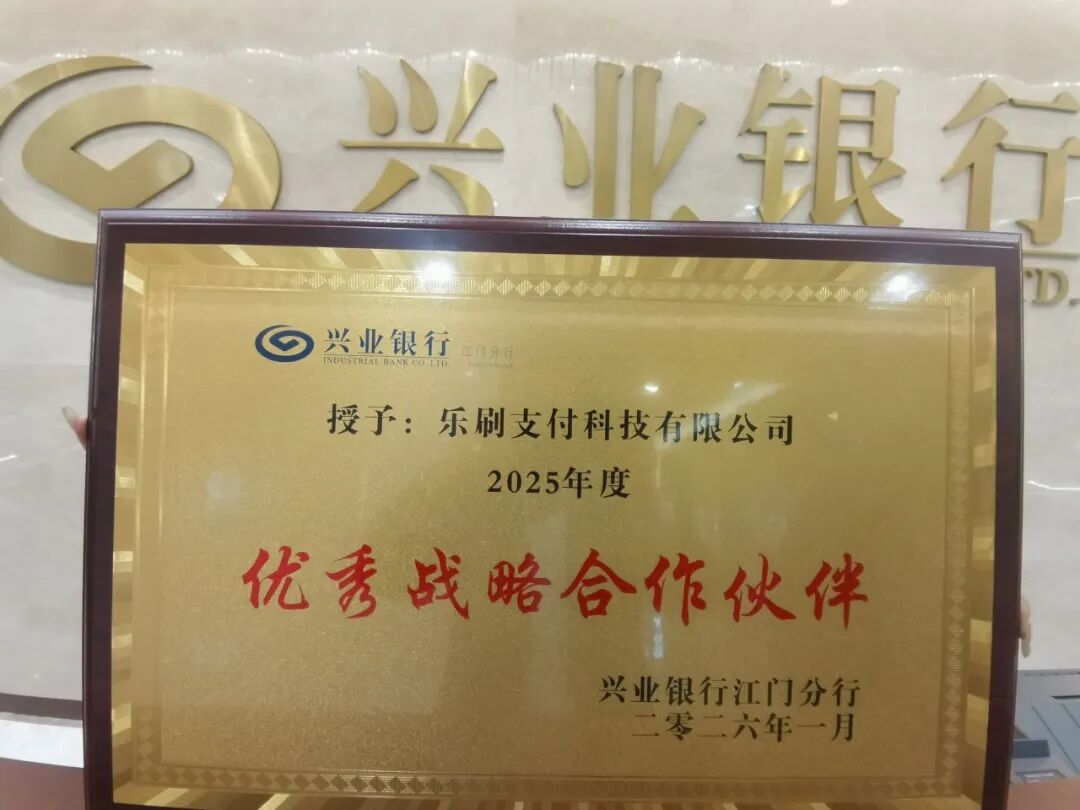 兴业银行
TD.
兴业银行 江门分行
INDUSTRIAL BANK CO.,LTD.
授予：乐刷支付科技有限公司
2025年度
优秀战略合作伙伴
兴业银行江门分行
二零二六年一月